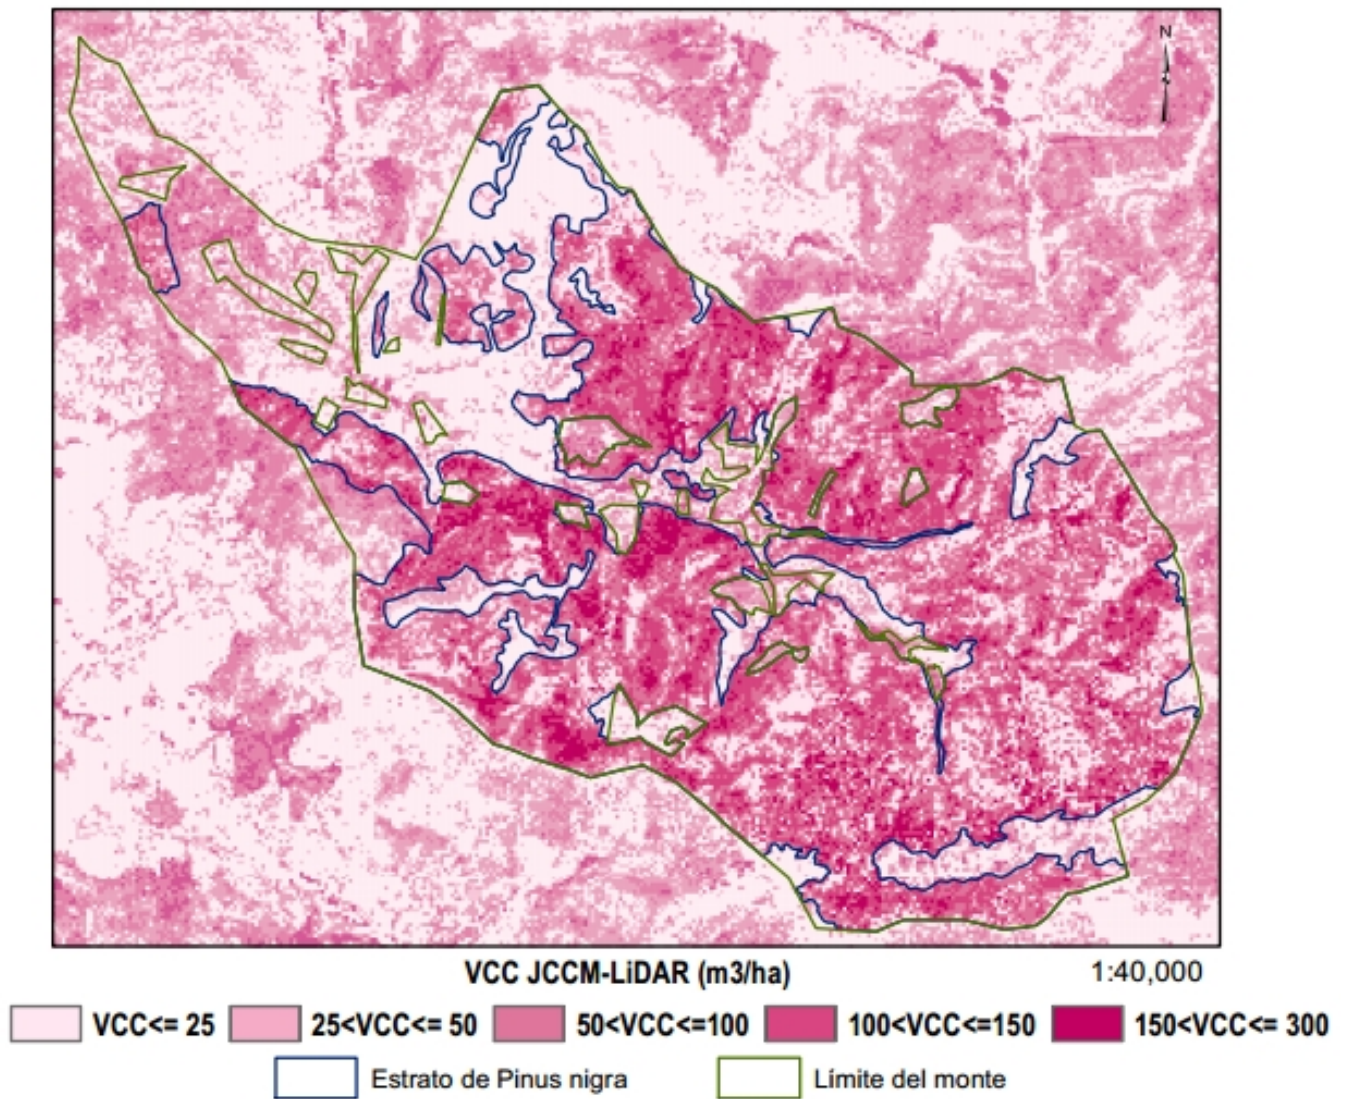 N
VCC JCCM-LiDAR (m3/ha)
1:40,000
VCC<= 25
25<VCC<= 50
50<VCC<=100
100<VCC<=150
150<VCC<= 300
Estrato de Pinus nigra
Límite del monte